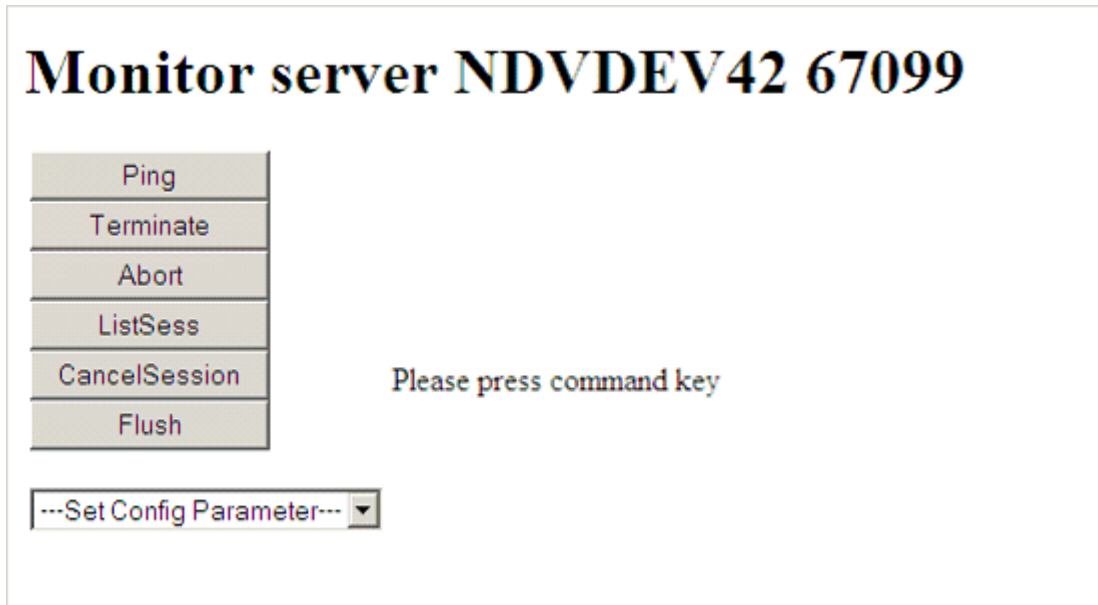 Monitor server NDVDEV42 67099
Ping
Terminate
Abort
ListSess
CancelSession
Please press command key
Flush
---Set Config Parameter---